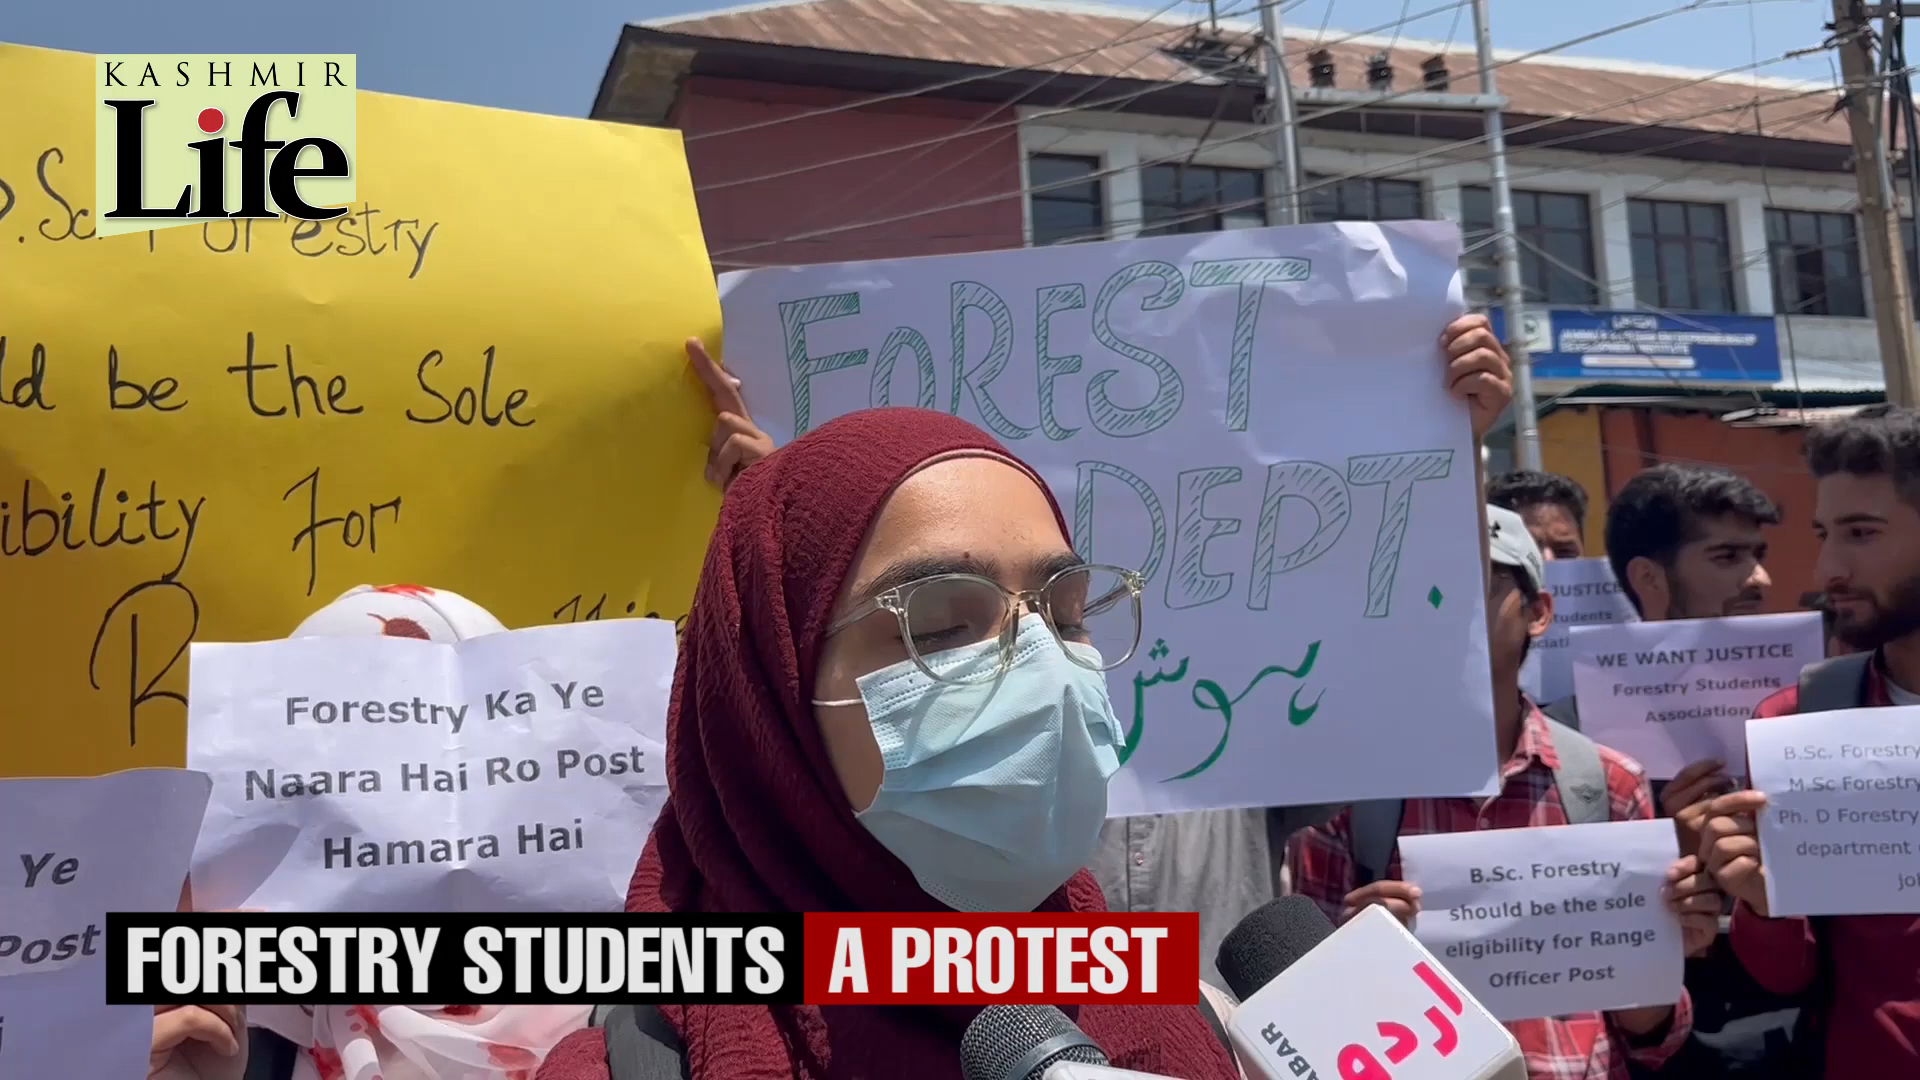 KASHMIR
Life
B.Sc. Forestry
be the Sole
for
FOREST
DEPT.
ہوش
Forestry Ka Ye
Naara Hai Ro Post
Hamara Hai
Ye
Post
JUSTICE
WE WANT JUSTICE
Forestry Students
Association
B.Sc. Forestry
M.Sc Forestry
Ph. D Forestry
department
B.Sc. Forestry
should be the sole
eligibility for Range
Officer Post
FORESTRY STUDENTS A PROTEST
اردو